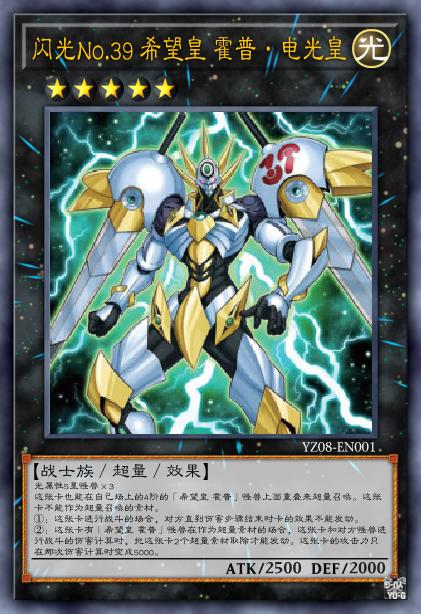 闪光No.39 希望皇 霍普·电光皇 光
39
YZ08-EN001
【战士族／超量／效果】
光属性5星怪兽×3
这张卡也能在自己场上的4阶的「希望皇 霍普」怪兽上面重叠来超量召唤。这张
卡不能作为超量召唤的素材。
①：这张卡进行战斗的场合，对方直到伤害步骤结束时卡的效果不能发动。
②：这张卡有「希望皇 霍普」怪兽在作为超量素材的场合，这张卡和对方怪兽进
行战斗的伤害计算时，把这张卡2个超量素材取除才能发动。这张卡的攻击力只
在那次伤害计算时变成5000。
ATK/2500 DEF/2000